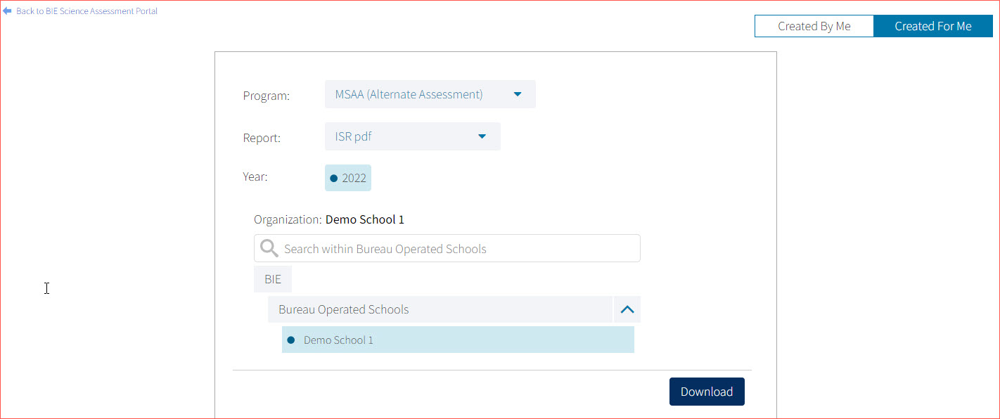 Back to BIE Science Assessment Portal
Created By Me Created For Me
Program: MSAA (Alternate Assessment)
Report: ISR pdf
Year: 2022
Organization: Demo School 1
Search within Bureau Operated Schools
BIE
Bureau Operated Schools
Demo School 1
Download